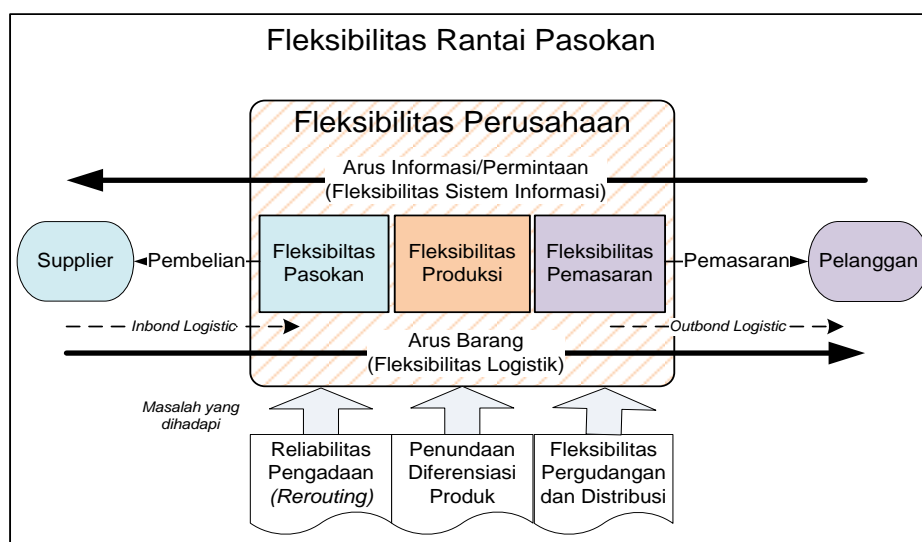 Fleksibilitas Rantai Pasokan
Fleksibilitas Perusahaan
Arus Informasi/Permintaan
(Fleksibilitas Sistem Informasi)
Supplier
Pembelian
Fleksibiltas
Pasokan
Fleksibilitas
Produksi
Fleksibilitas
Pemasaran
Pemasaran
Pelanggan
Inbond Logistic
Outbond Logistic
Arus Barang
(Fleksibilitas Logistik)
Masalah yang
dihadapi
Reliabilitas
Pengadaan
(Rerouting)
Penundaan
Diferensiasi
Produk
Fleksibilitas
Pergudangan
dan Distribusi